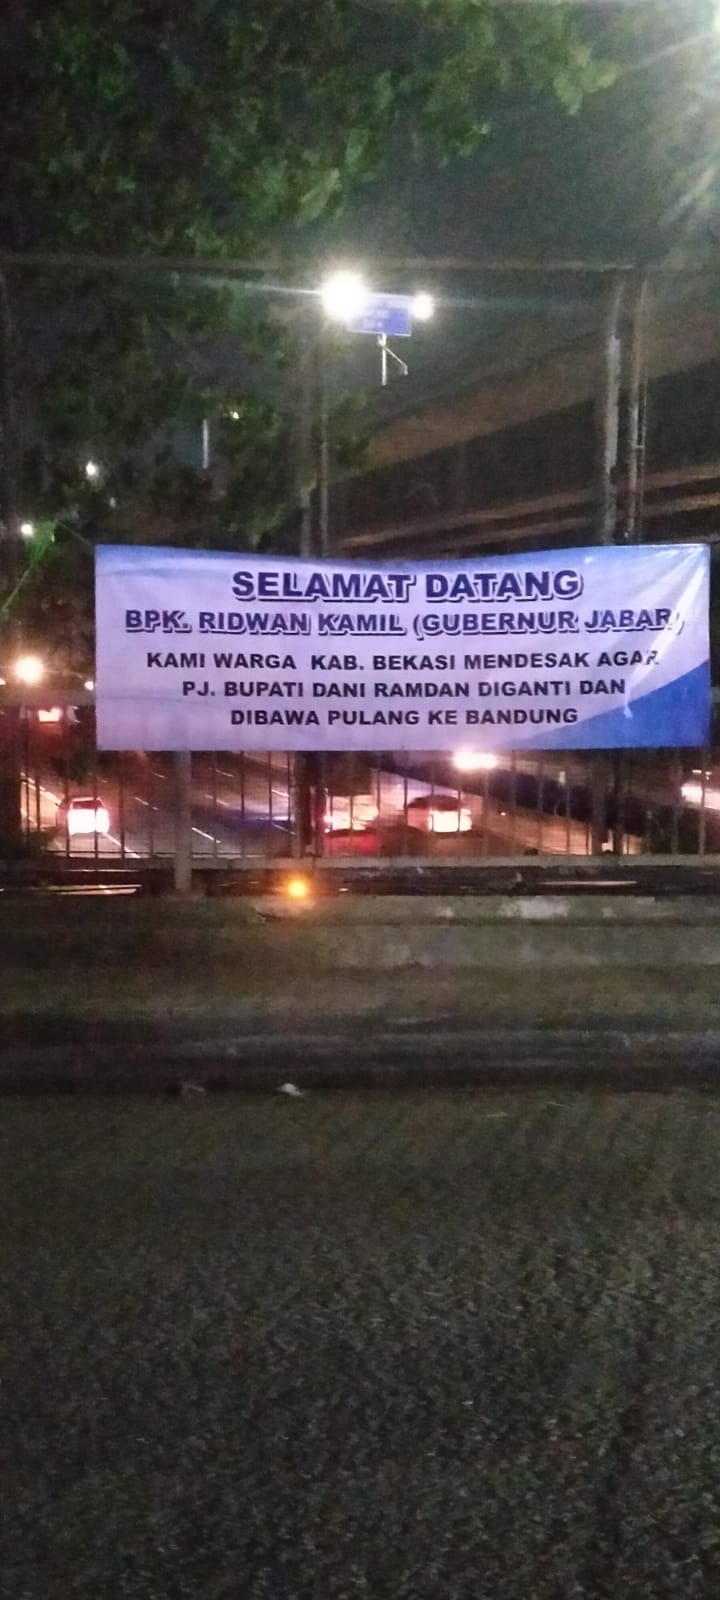 SELAMAT DATANG
BPK. RIDWAN KAMIL (GUBERNUR JABAR)
KAMI WARGA KAB. BEKASI MENDESAK AGAR
PJ. BUPATI DANI RAMDAN DIGANTI DAN
DIBAWA PULANG KE BANDUNG